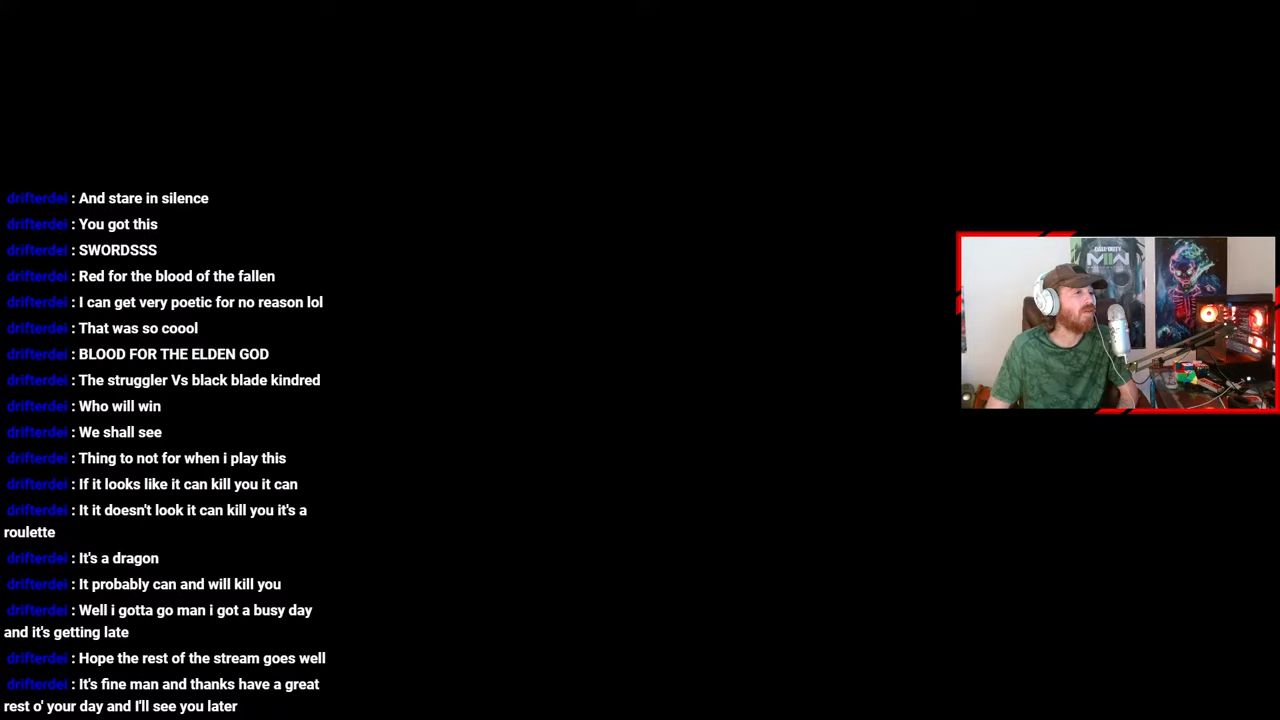 drifterdei : And stare in silence
drifterdei : You got this
drifterdei : SWORDSSS
drifterdei : Red for the blood of the fallen
drifterdei : I can get very poetic for no reason lol
drifterdei : That was so coool
drifterdei : BLOOD FOR THE ELDEN GOD
drifterdei : The struggler Vs black blade kindred
drifterdei : Who will win
drifterdei : We shall see
drifterdei : Thing to not for when i play this
drifterdei : If it looks like it can kill you it can
drifterdei : It it doesn't look it can kill you it's a
roulette
drifterdei : It's a dragon
drifterdei : It probably can and will kill you
drifterdei : Well i gotta go man i got a busy day
and it's getting late
drifterdei : Hope the rest of the stream goes well
drifterdei : It's fine man and thanks have a great
rest o' your day and I'll see you later
CALL OF DUTY
MWII